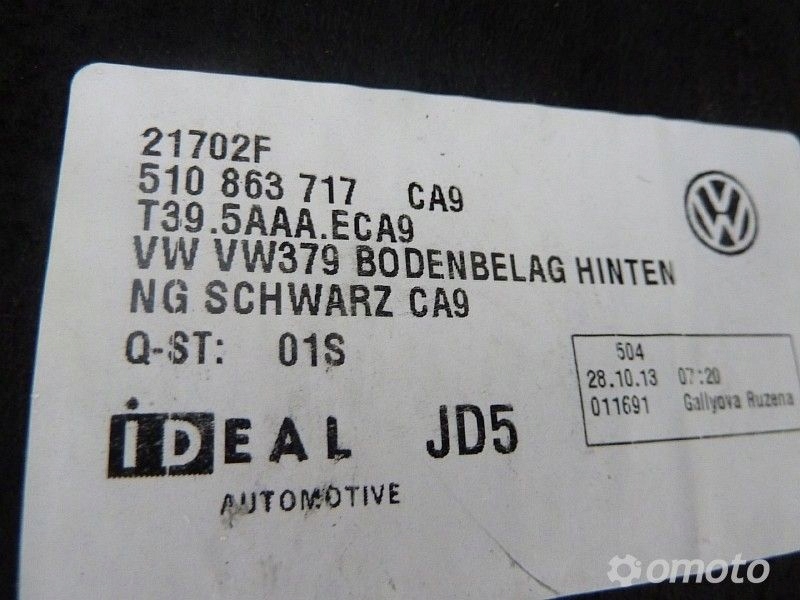 21702F
510 863 717 CA9
T39.5AAA.ECA9
VW VW379 BODENBELAG HINTEN
NG SCHWARZ CA9
Q-ST: 01S
504
28.10.13 07:20
011691 Gallyova Ruzena
iDEAL JD5
AUTOMOTIVE
omoto